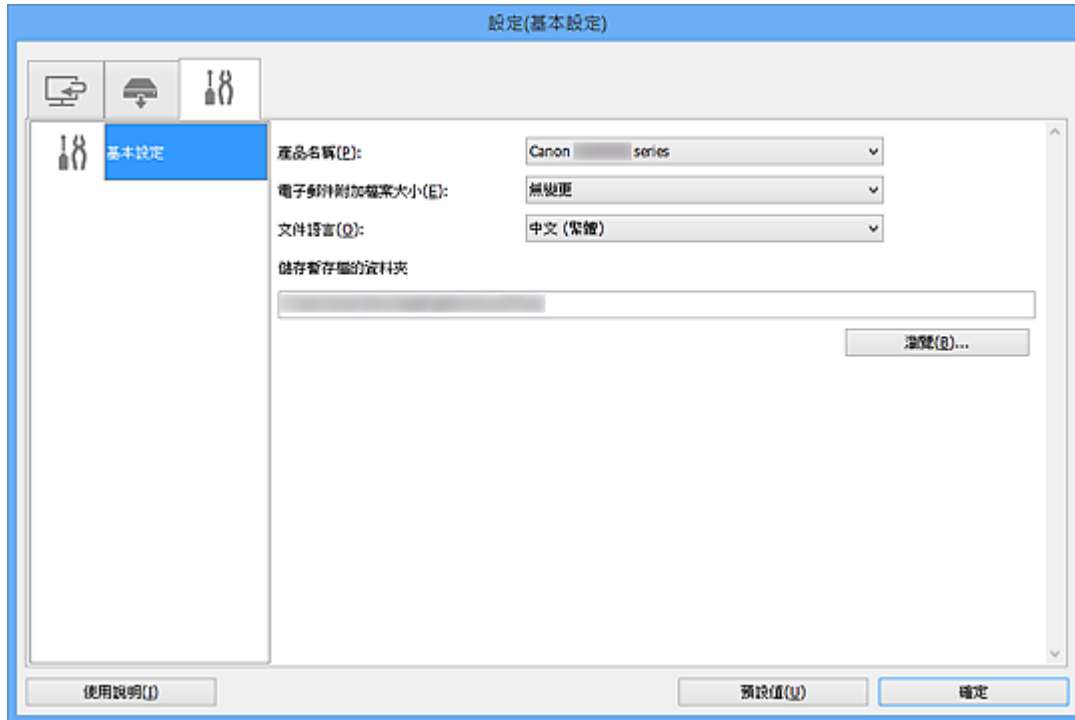 設定(基本設定)
基本設定
產品名稱(P): Canon series
電子郵件附加檔案大小(E): 無變更
文件語言(O): 中文 (繁體)
儲存暫存檔的資料夾
瀏覽(B)...
使用說明(I) 預設值(U) 確定